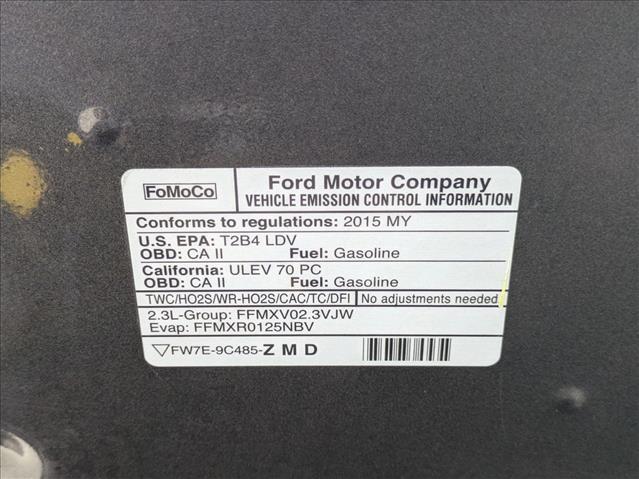 FoMoCo
Ford Motor Company
VEHICLE EMISSION CONTROL INFORMATION
Conforms to regulations: 2015 MY
U.S. EPA: T2B4 LDV
OBD: CA II Fuel: Gasoline
California: ULEV 70 PC
OBD: CA II Fuel: Gasoline
TWC/HO2S/WR-HO2S/CAC/TC/DFI No adjustments needed
2.3L-Group: FFMXV02.3VJW
Evap: FFMXR0125NBV
FW7E-9C485-Z M D